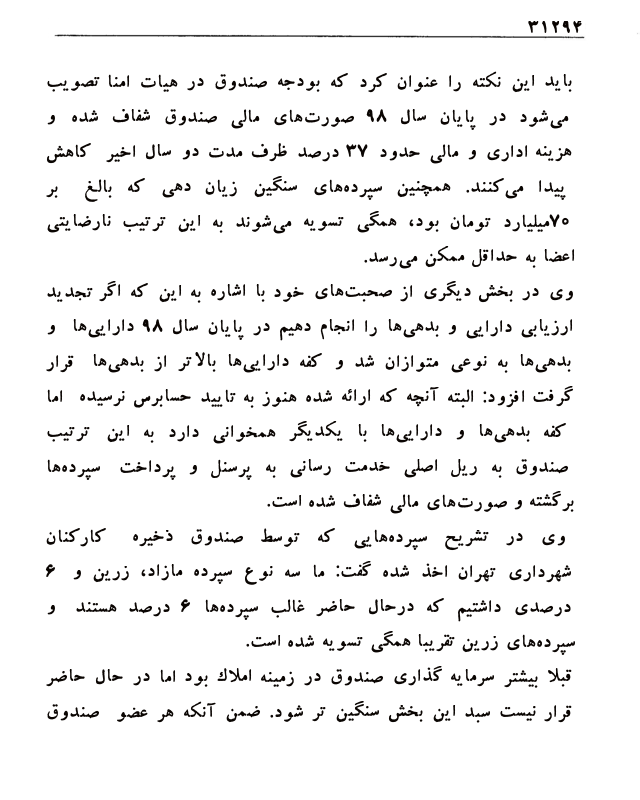 ۳۱۲۹۴
باید این نکته را عنوان کرد که بودجه صندوق در هیات امنا تصویب
می‌شود در پایان سال ۹۸ صورت‌های مالی صندوق شفاف شده و
هزینه اداری و مالی حدود ۳۷ درصد ظرف مدت دو سال اخیر کاهش
پیدا می‌کنند. همچنین سپرده‌های سنگین زیان دهی که بالغ بر
۷۰میلیارد تومان بود، همگی تسویه می‌شوند به این ترتیب نارضایتی
اعضا به حداقل ممکن می‌رسد.
وی در بخش دیگری از صحبت‌های خود با اشاره به این که اگر تجدید
ارزیابی دارایی و بدهی‌ها را انجام دهیم در پایان سال ۹۸ دارایی‌ها و
بدهی‌ها به نوعی متوازان شد و کفه دارایی‌ها بالاتر از بدهی‌ها قرار
گرفت افزود: البته آنچه که ارائه شده هنوز به تایید حسابرس نرسیده اما
کفه بدهی‌ها و دارایی‌ها با یکدیگر همخوانی دارد به این ترتیب
صندوق به ریل اصلی خدمت رسانی به پرسنل و پرداخت سپرده‌ها
برگشته و صورت‌های مالی شفاف شده است.
وی در تشریح سپرده‌هایی که توسط صندوق ذخیره کارکنان
شهرداری تهران اخذ شده گفت: ما سه نوع سپرده مازاد، زرین و ۶
درصدی داشتیم که درحال حاضر غالب سپرده‌ها ۶ درصد هستند و
سپرده‌های زرین تقریبا همگی تسویه شده است.
قبلا بیشتر سرمایه گذاری صندوق در زمینه املاک بود اما در حال حاضر
قرار نیست سبد این بخش سنگین تر شود. ضمن آنکه هر عضو صندوق